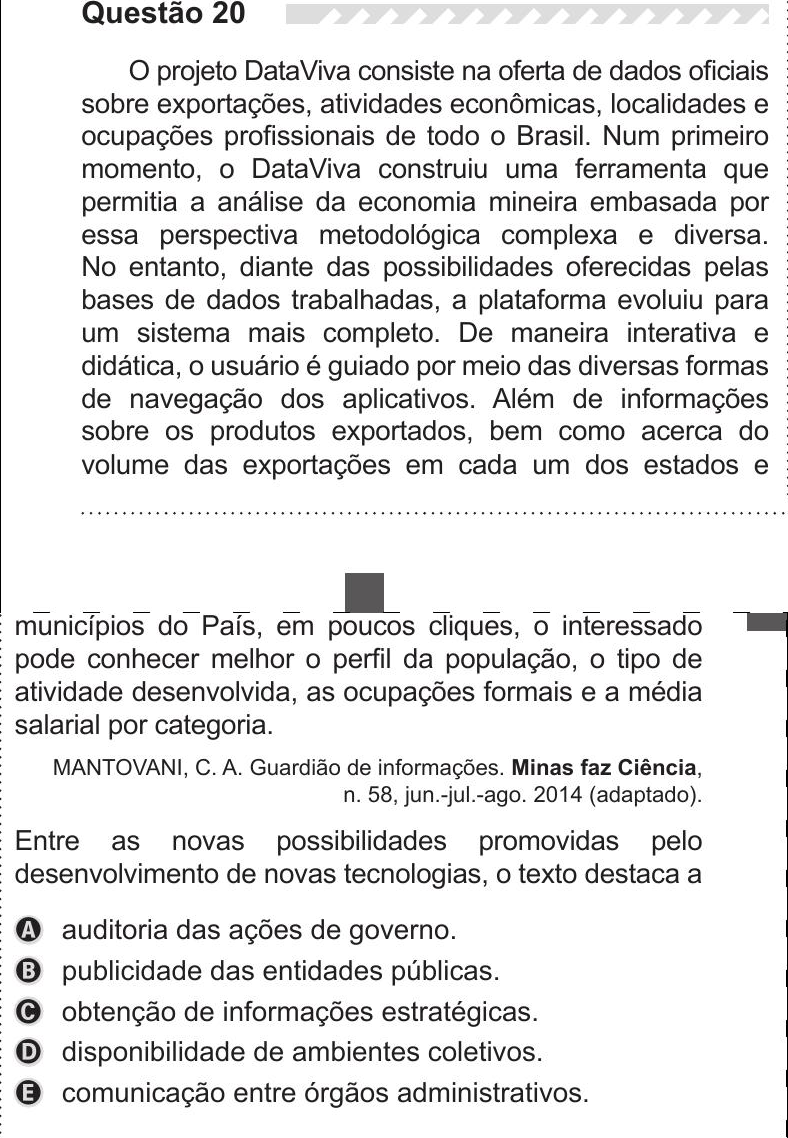 Questão 20
O projeto DataViva consiste na oferta de dados oficiais
sobre exportações, atividades econômicas, localidades e
ocupações profissionais de todo o Brasil. Num primeiro
momento, o DataViva construiu uma ferramenta que
permitia a análise da economia mineira embasada por
essa perspectiva metodológica complexa e diversa.
No entanto, diante das possibilidades oferecidas pelas
bases de dados trabalhadas, a plataforma evoluiu para
um sistema mais completo. De maneira interativa e
didática, o usuário é guiado por meio das diversas formas
de navegação dos aplicativos. Além de informações
sobre os produtos exportados, bem como acerca do
volume das exportações em cada um dos estados e
municípios do País, em poucos cliques, o interessado
pode conhecer melhor o perfil da população, o tipo de
atividade desenvolvida, as ocupações formais e a média
salarial por categoria.
MANTOVANI, C. A. Guardião de informações. Minas faz Ciência,
n. 58, jun.-jul.-ago. 2014 (adaptado).
Entre as novas possibilidades promovidas pelo
desenvolvimento de novas tecnologias, o texto destaca a
A auditoria das ações de governo.
B publicidade das entidades públicas.
C obtenção de informações estratégicas.
D disponibilidade de ambientes coletivos.
E comunicação entre órgãos administrativos.